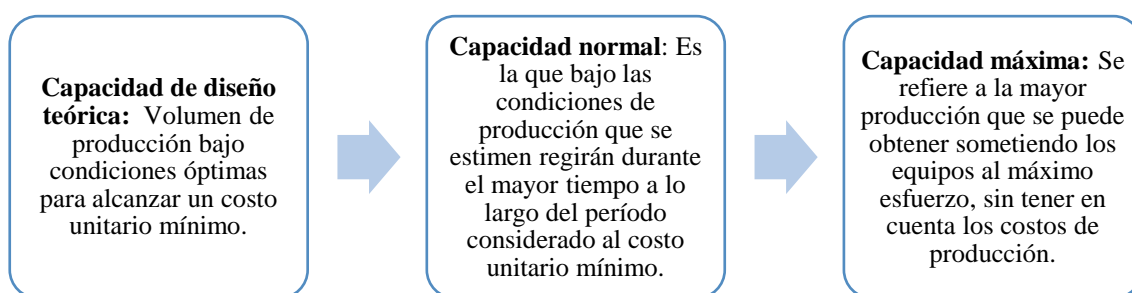 Capacidad de diseño
teórica: Volumen de
producción bajo
condiciones óptimas
para alcanzar un costo
unitario mínimo.
Capacidad normal: Es
la que bajo las
condiciones de
producción que se
estimen regirán durante
el mayor tiempo a lo
largo del período
considerado al costo
unitario mínimo.
Capacidad máxima: Se
refiere a la mayor
producción que se puede
obtener sometiendo los
equipos al máximo
esfuerzo, sin tener en
cuenta los costos de
producción.